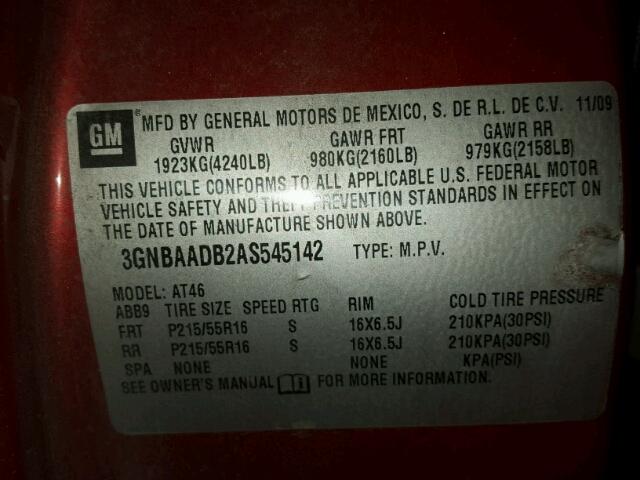 GM ® MFD BY GENERAL MOTORS DE MEXICO, S. DE R.L. DE C.V. 11/09
GVWR GAWR FRT GAWR RR
1923KG(4240LB) 980KG(2160LB) 979KG(2158LB)
THIS VEHICLE CONFORMS TO ALL APPLICABLE U.S. FEDERAL MOTOR
VEHICLE SAFETY AND THEFT PREVENTION STANDARDS IN EFFECT ON
THE DATE OF MANUFACTURE SHOWN ABOVE.
3GNBAADB2AS545142 TYPE: M.P.V.
MODEL: AT46
ABB9 TIRE SIZE SPEED RTG RIM COLD TIRE PRESSURE
FRT P215/55R16 S 16X6.5J 210KPA(30PSI)
RR P215/55R16 S 16X6.5J 210KPA(30PSI)
SPA NONE NONE KPA(PSI)
SEE OWNER'S MANUAL FOR MORE INFORMATION.